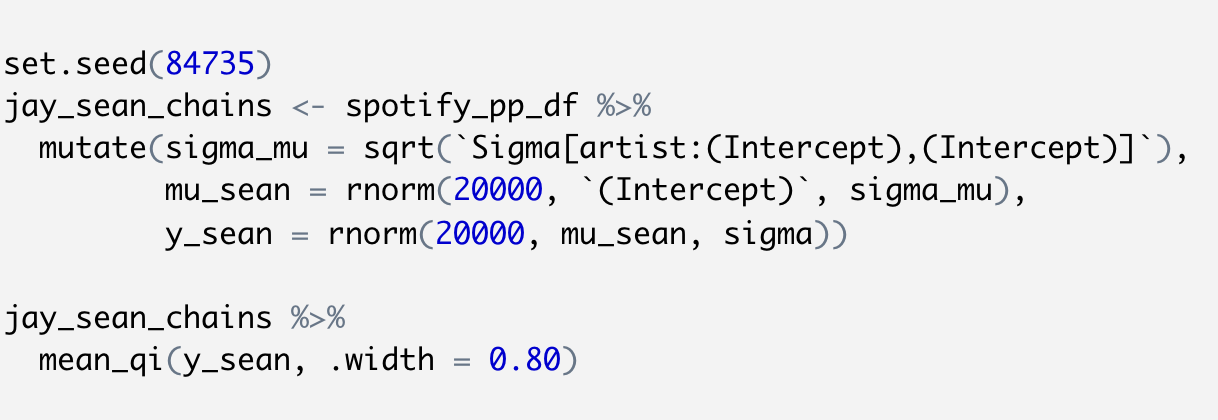 set.seed(84735)
jay_sean_chains <- spotify_pp_df %>%
  mutate(sigma_mu = sqrt(`Sigma[artist:(Intercept),(Intercept)]`),
         mu_sean = rnorm(20000, `(Intercept)`, sigma_mu),
         y_sean = rnorm(20000, mu_sean, sigma))
jay_sean_chains %>%
  mean_qi(y_sean, .width = 0.80)